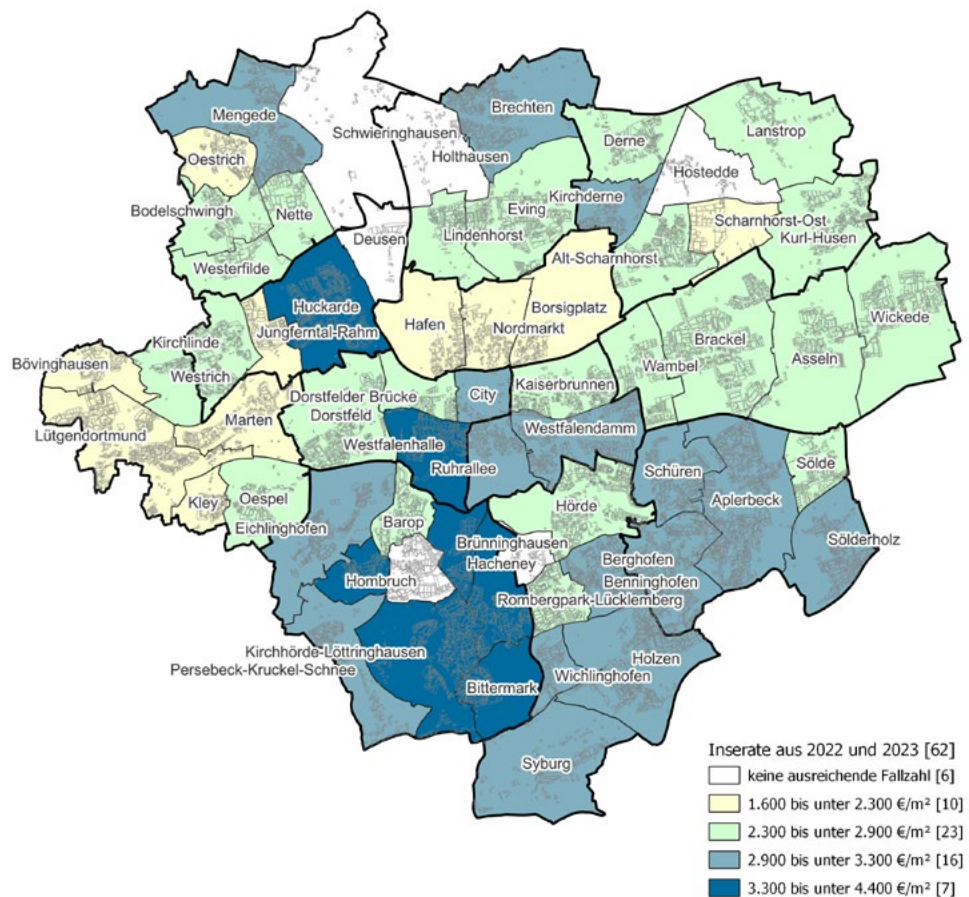 Mengede
Brechten
Schwieringhausen
Derne
Lanstrop
Oestrich
Holthausen
Hostedde
Kirchderne
Bodelschwingh
Nette
Eving
Scharnhorst-Ost
Deusen
Lindenhorst
Kurl-Husen
Westerfilde
Alt-Scharnhorst
Huckarde
Borsigplatz
Hafen
Wickede
Jungferntal-Rahm
Nordmarkt
Kirchlinde
Brackel
Bövinghausen
Asseln
Westrich
Wambel
Dorstfelder Brücke
City
Kaiserbrunnen
Dorstfeld
Marten
Westfalendamm
Lütgendortmund
Westfalenhalle
Ruhrallee
Schüren
Sölde
Oespel
Aplerbeck
Kley
Hörde
Eichlinghofen
Barop
Sölderholz
Brünninghausen
Berghofen
Hacheney
Hombruch
Benninghofen
Rombergpark-Lücklemberg
Kirchhörde-Löttringhausen
Holzen
Persebeck-Kruckel-Schnee
Wichlinghofen
Bittermark
Syburg
Inserate aus 2022 und 2023 [62]
keine ausreichende Fallzahl [6]
1.600 bis unter 2.300 €/m² [10]
2.300 bis unter 2.900 €/m² [23]
2.900 bis unter 3.300 €/m² [16]
3.300 bis unter 4.400 €/m² [7]